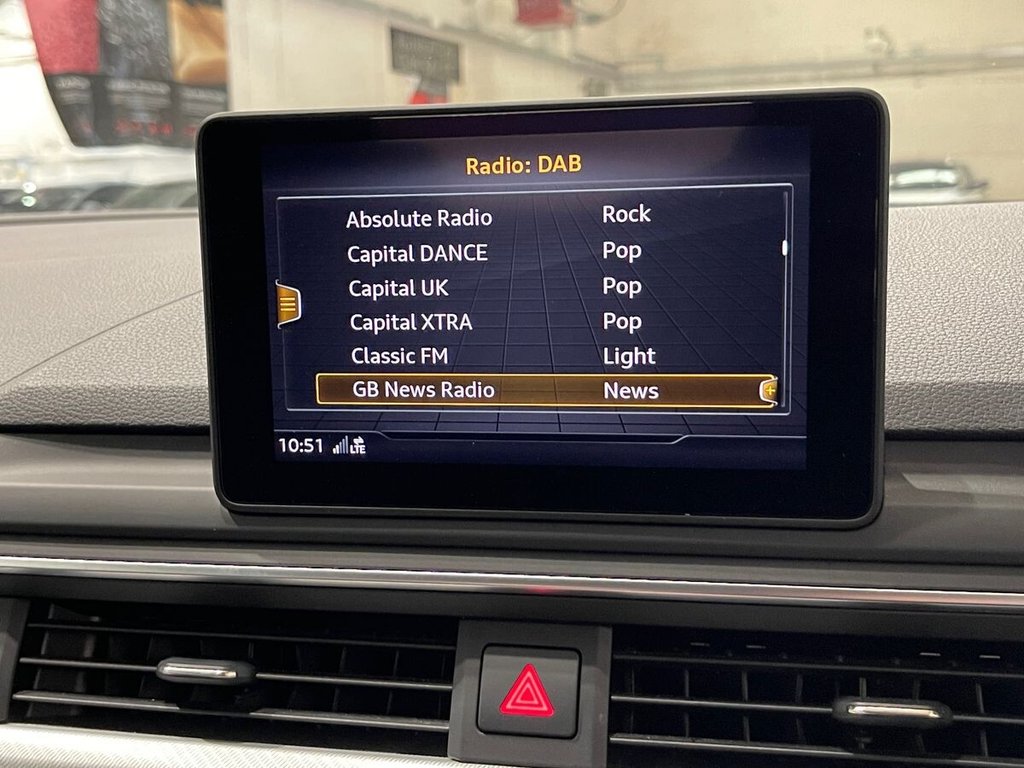 Radio: DAB
Absolute Radio Rock
Capital DANCE Pop
Capital UK Pop
Capital XTRA Pop
Classic FM Light
GB News Radio News
10:51 LTE